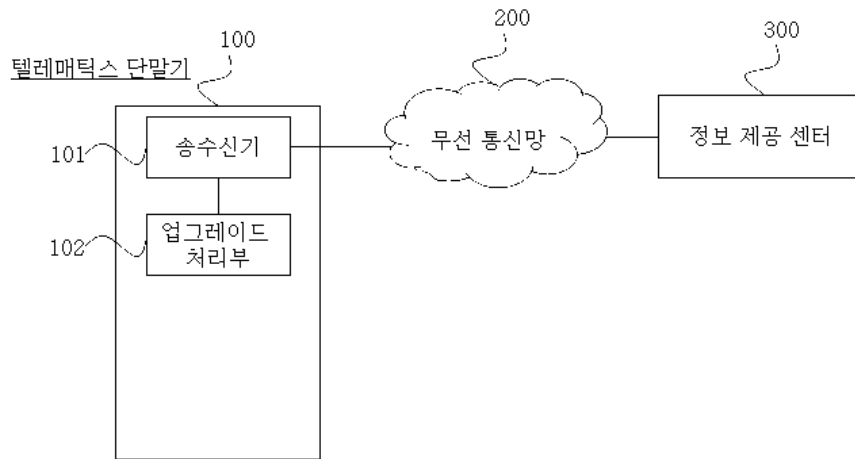 텔레매틱스 단말기
100
200
300
101
송수신기
무선 통신망
정보 제공 센터
102
업그레이드
처리부